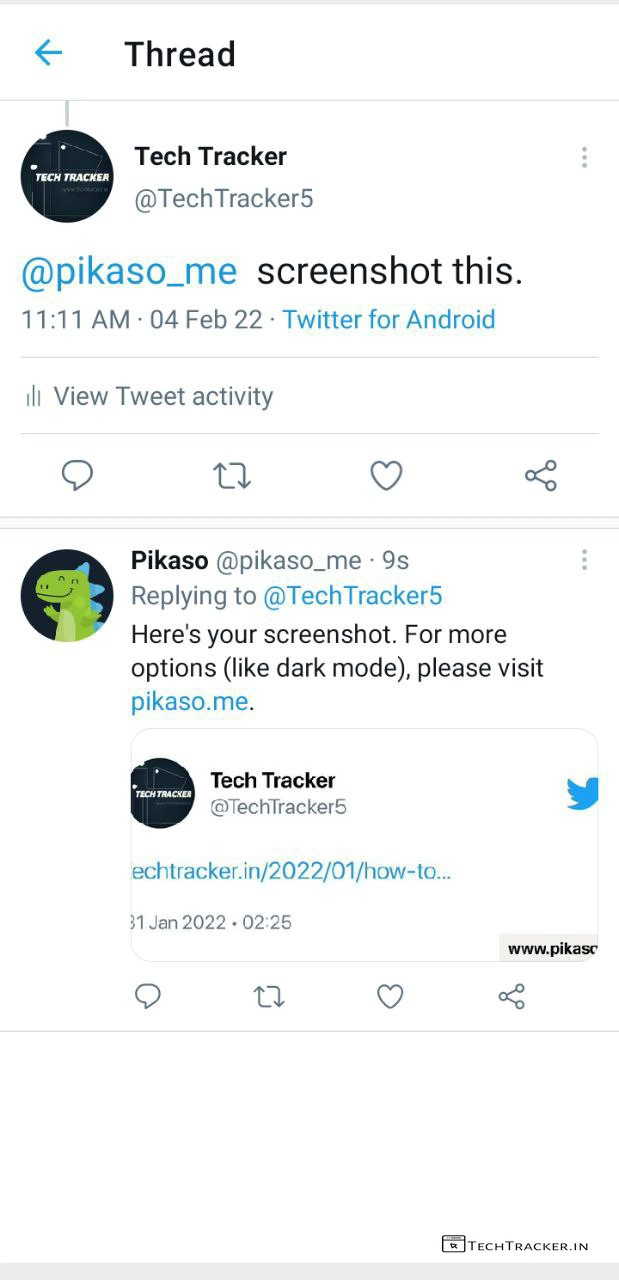 Thread
TECH TRACKER
Tech Tracker
@TechTracker5
@pikaso_me screenshot this.
11:11 AM · 04 Feb 22 · Twitter for Android
View Tweet activity
Pikaso @pikaso_me · 9s
Replying to @TechTracker5
Here's your screenshot. For more
options (like dark mode), please visit
pikaso.me.
TECH TRACKER
Tech Tracker
@TechTracker5
echtracker.in/2022/01/how-to...
31 Jan 2022 • 02:25
www.pikaso
TECHTRACKER.IN